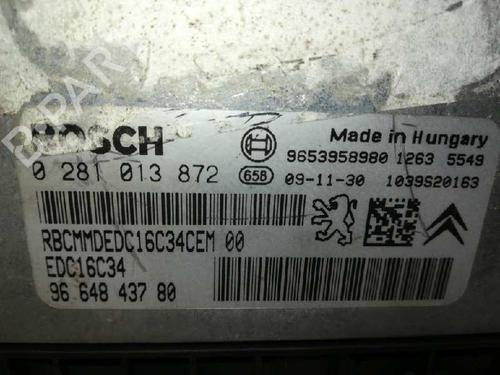 B-PARTS
BOSCH
Made in Hungary
9653958980 1263 5549
0 281 013 872 65B 09-11-30 1039S20163
RBCMMDEDC16C34CEM 00
EDC16C34
96 648 437 80